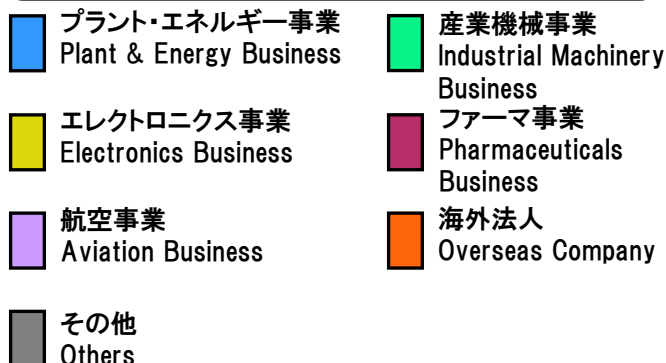 プラント・エネルギー事業
Plant & Energy Business
産業機械事業
Industrial Machinery
Business
エレクトロニクス事業
Electronics Business
ファーマ事業
Pharmaceuticals
Business
航空事業
Aviation Business
海外法人
Overseas Company
その他
Others